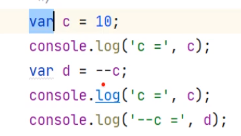 var c = 10;
console.log('c =', c);
var d = --c;
console.log('c =', c);
console.log('--c =', d);